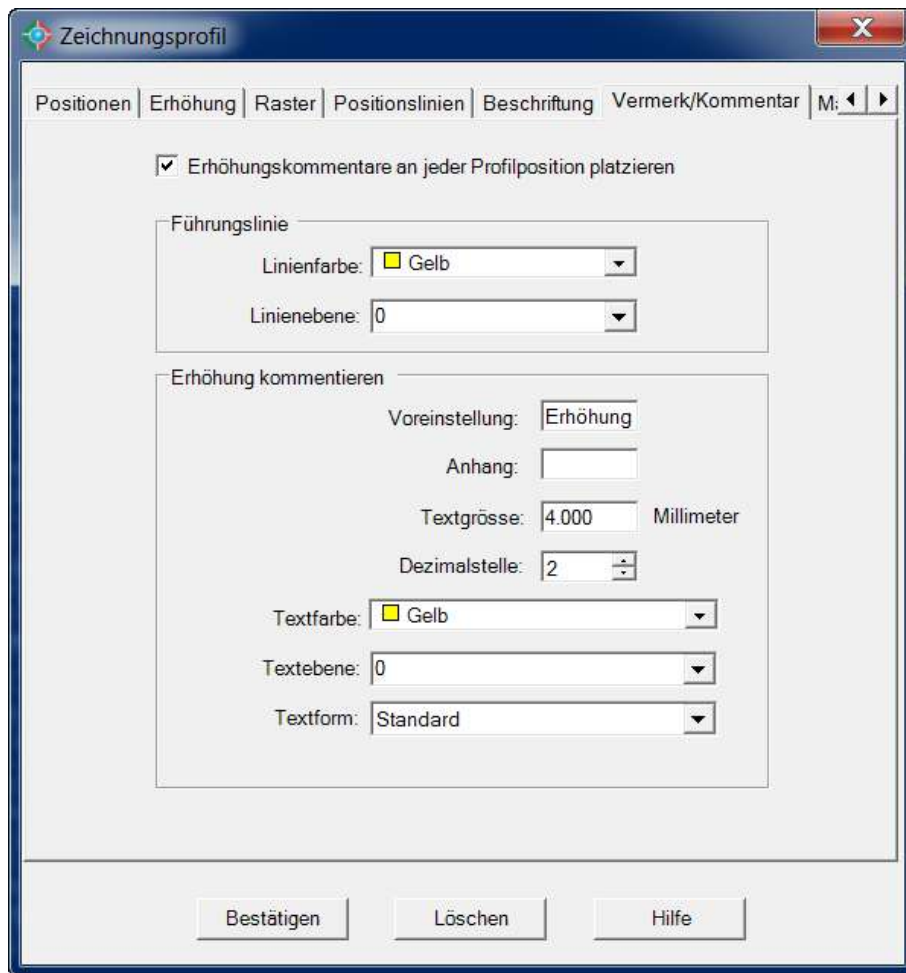 Zeichnungsprofil
Positionen Erhöhung Raster Positionslinien Beschriftung Vermerk/Kommentar
Erhöhungskommentare an jeder Profilposition platzieren
Führungslinie
Linienfarbe: Gelb
Linienebene: 0
Erhöhung kommentieren
Voreinstellung: Erhöhung
Anhang:
Textgrösse: 4.000 Millimeter
Dezimalstelle: 2
Textfarbe: Gelb
Textebene: 0
Textform: Standard
Bestätigen Löschen Hilfe